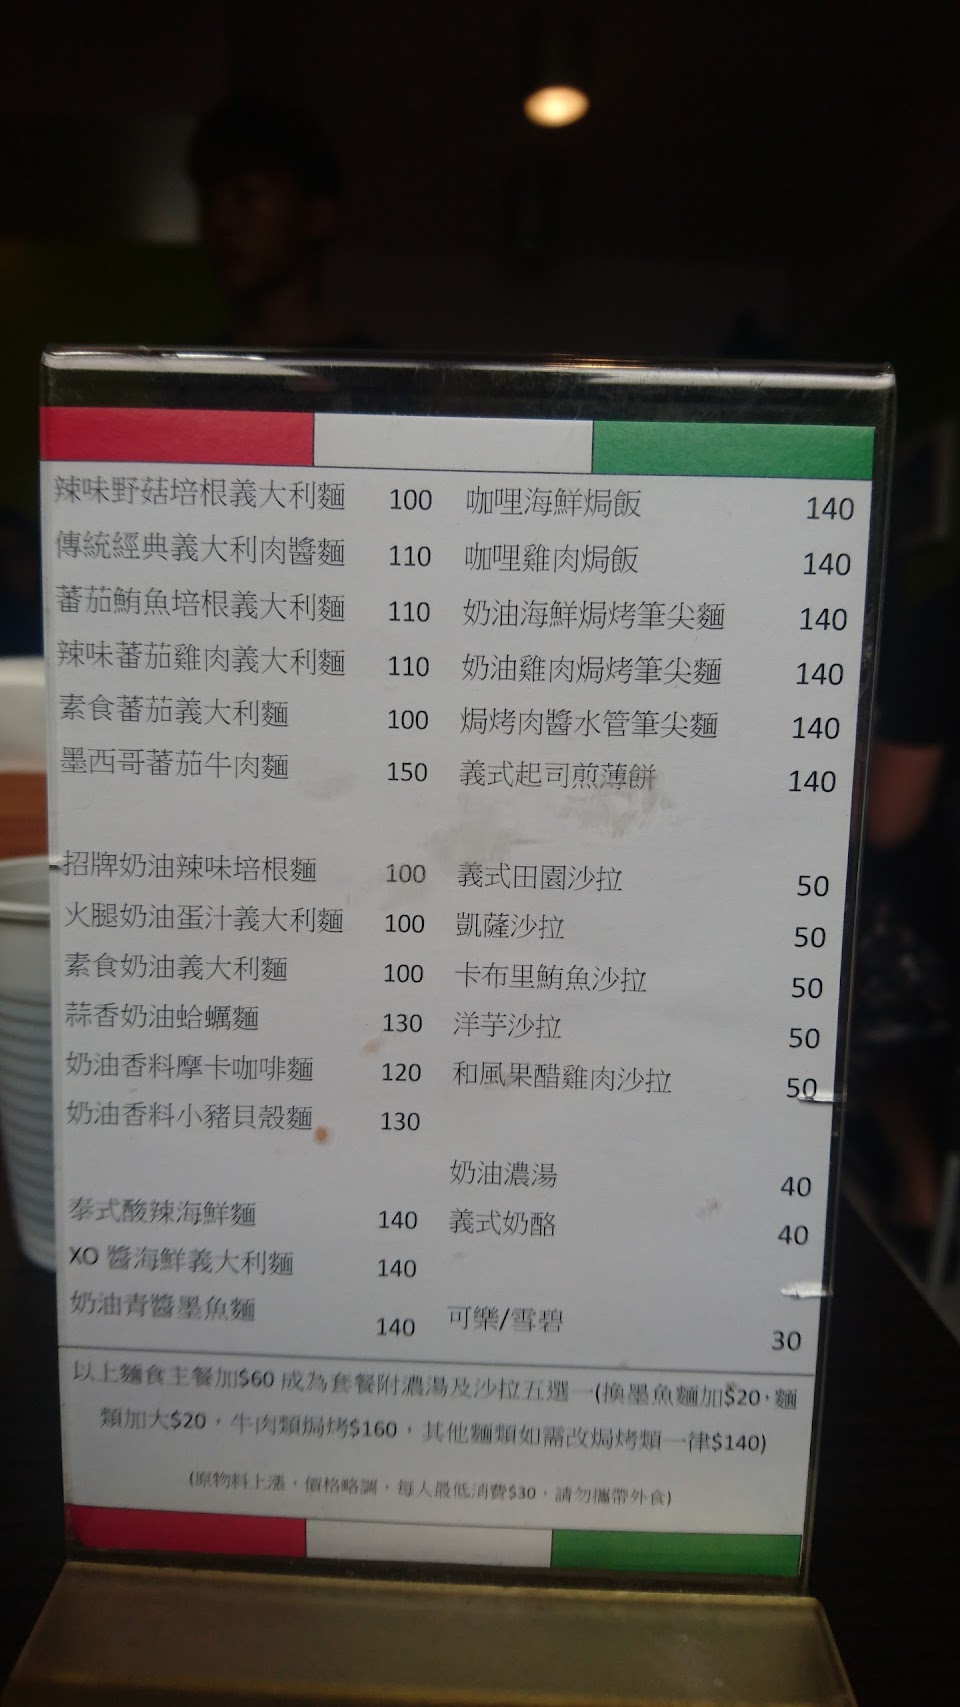 辣味野菇培根義大利麵 100
傳統經典義大利肉醬麵 110
蕃茄鮪魚培根義大利麵 110
辣味蕃茄雞肉義大利麵 110
素食蕃茄義大利麵 100
墨西哥蕃茄牛肉麵 150
招牌奶油辣味培根麵 100
火腿奶油蛋汁義大利麵 100
素食奶油義大利麵 100
蒜香奶油蛤蠣麵 130
奶油香料摩卡咖啡麵 120
奶油香料小豬貝殼麵 130
泰式酸辣海鮮麵 140
XO 醬海鮮義大利麵 140
奶油青醬墨魚麵 140
咖哩海鮮焗飯 140
咖哩雞肉焗飯 140
奶油海鮮焗烤筆尖麵 140
奶油雞肉焗烤筆尖麵 140
焗烤肉醬水管筆尖麵 140
義式起司煎薄餅 140
義式田園沙拉 50
凱薩沙拉 50
卡布里鮪魚沙拉 50
洋芋沙拉 50
和風果醋雞肉沙拉 50
奶油濃湯 40
義式奶酪 40
可樂/雪碧 30
以上麵食主餐加$60 成為套餐附濃湯及沙拉五選一(換墨魚麵加$20，麵
類加大$20，牛肉類焗烤$160，其他麵類如需改焗烤類一律$140)
(原物料上漲，價格略調，每人最低消費$30，請勿攜帶外食)